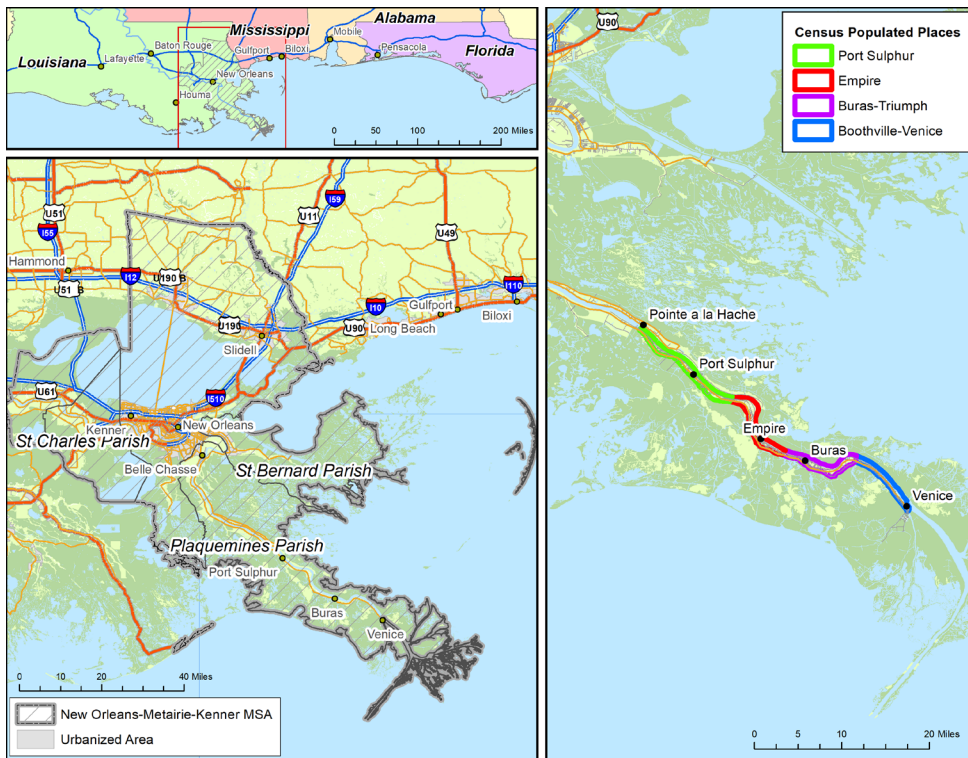 Mississippi
Alabama
Florida
Louisiana
Baton Rouge
Lafayette
Gulfport
Biloxi
Mobile
Pensacola
New Orleans
Houma
0 50 100 200 Miles
U51
I55
I59
U11
U49
Hammond
I12
U190 B
U51 B
I10
I110
Gulfport
Biloxi
U190
U90
Long Beach
Slidell
U61
I510
Kenner
New Orleans
St Charles Parish
Belle Chasse
St Bernard Parish
Plaquemines Parish
Port Sulphur
Buras
Venice
0 10 20 40 Miles
New Orleans-Metairie-Kenner MSA
Urbanized Area
U90
Census Populated Places
Port Sulphur
Empire
Buras-Triumph
Boothville-Venice
Pointe a la Hache
Port Sulphur
Empire
Buras
Venice
0 5 10 20 Miles